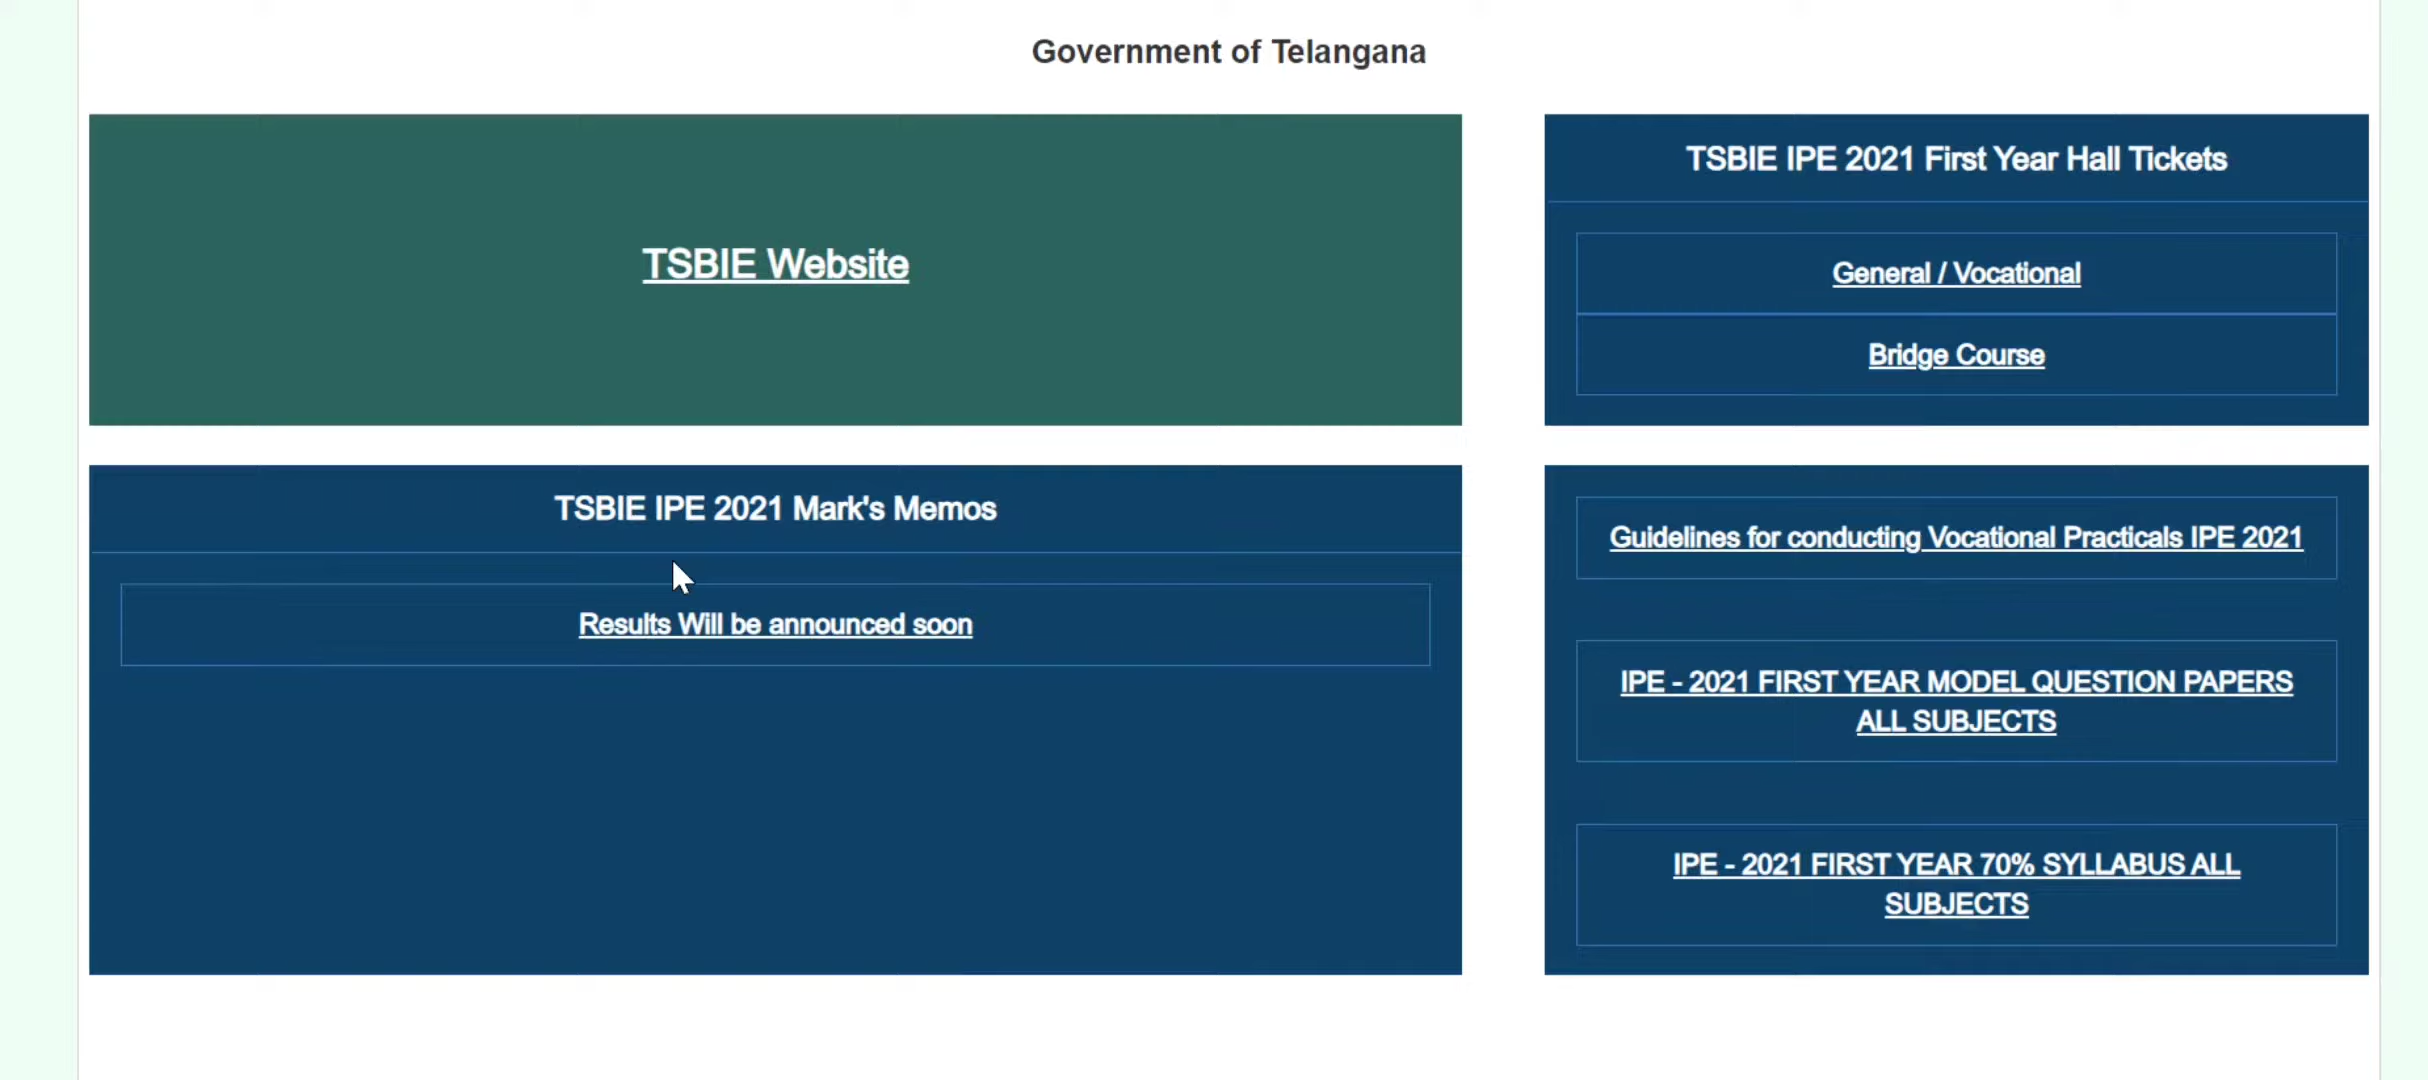 Government of Telangana
TSBIE Website
TSBIE IPE 2021 First Year Hall Tickets
General / Vocational
Bridge Course
TSBIE IPE 2021 Mark's Memos
Results Will be announced soon
Guidelines for conducting Vocational Practicals IPE 2021
IPE - 2021 FIRST YEAR MODEL QUESTION PAPERS
ALL SUBJECTS
IPE - 2021 FIRST YEAR 70% SYLLABUS ALL
SUBJECTS